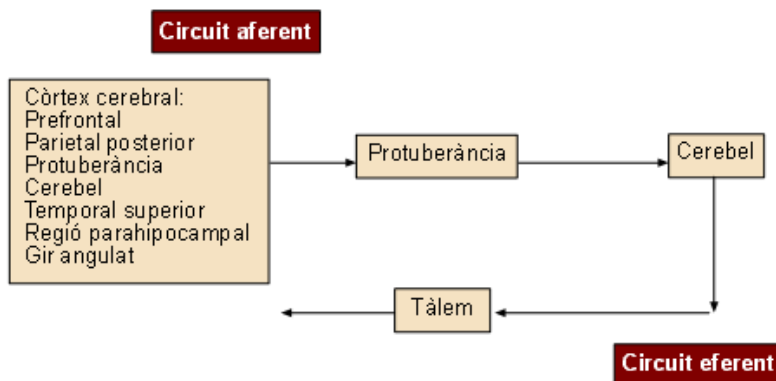 Circuit aferent
Còrtex cerebral:
Prefrontal
Parietal posterior
Protuberància
Cerebel
Temporal superior
Regió parahipocampal
Gir angulat
Protuberància
Cerebel
Tàlem
Circuit eferent